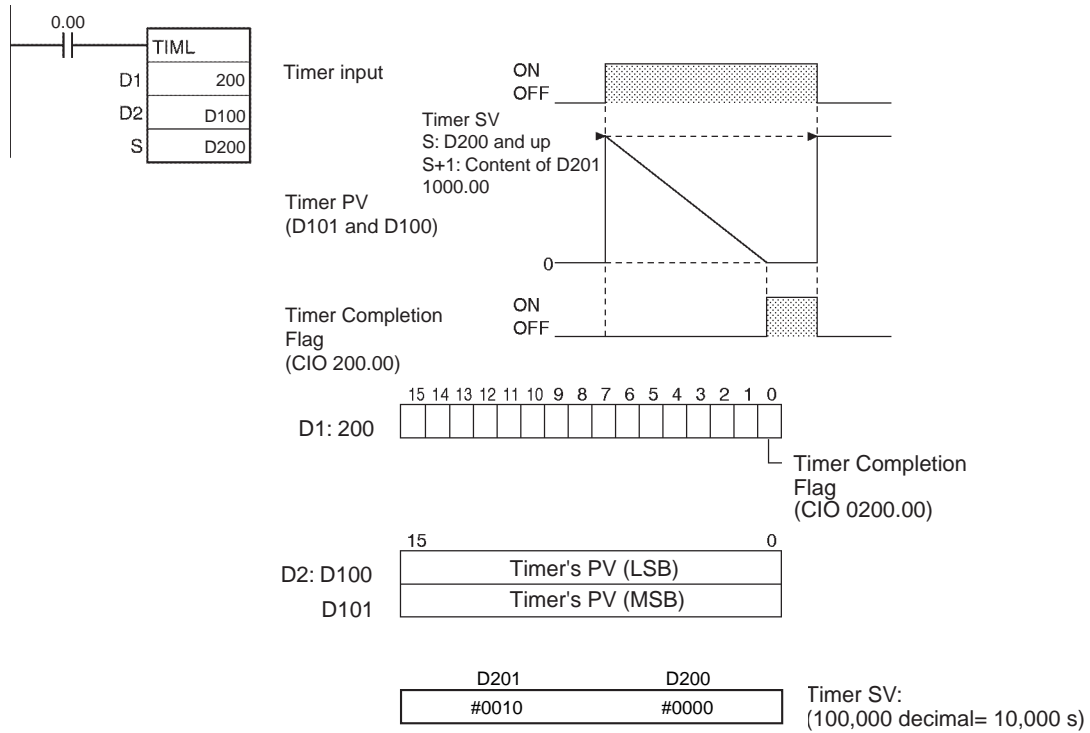 0.00
TIML
D1 200
D2 D100
S D200
Timer input
ON
OFF
Timer SV
S: D200 and up
S+1: Content of D201
1000.00
Timer PV
(D101 and D100)
0
Timer Completion
Flag
(CIO 200.00)
ON
OFF
15 14 13 12 11 10 9 8 7 6 5 4 3 2 1 0
D1: 200
Timer Completion
Flag
(CIO 0200.00)
15 0
D2: D100 Timer's PV (LSB)
D101 Timer's PV (MSB)
D201 D200
#0010 #0000
Timer SV:
(100,000 decimal= 10,000 s)